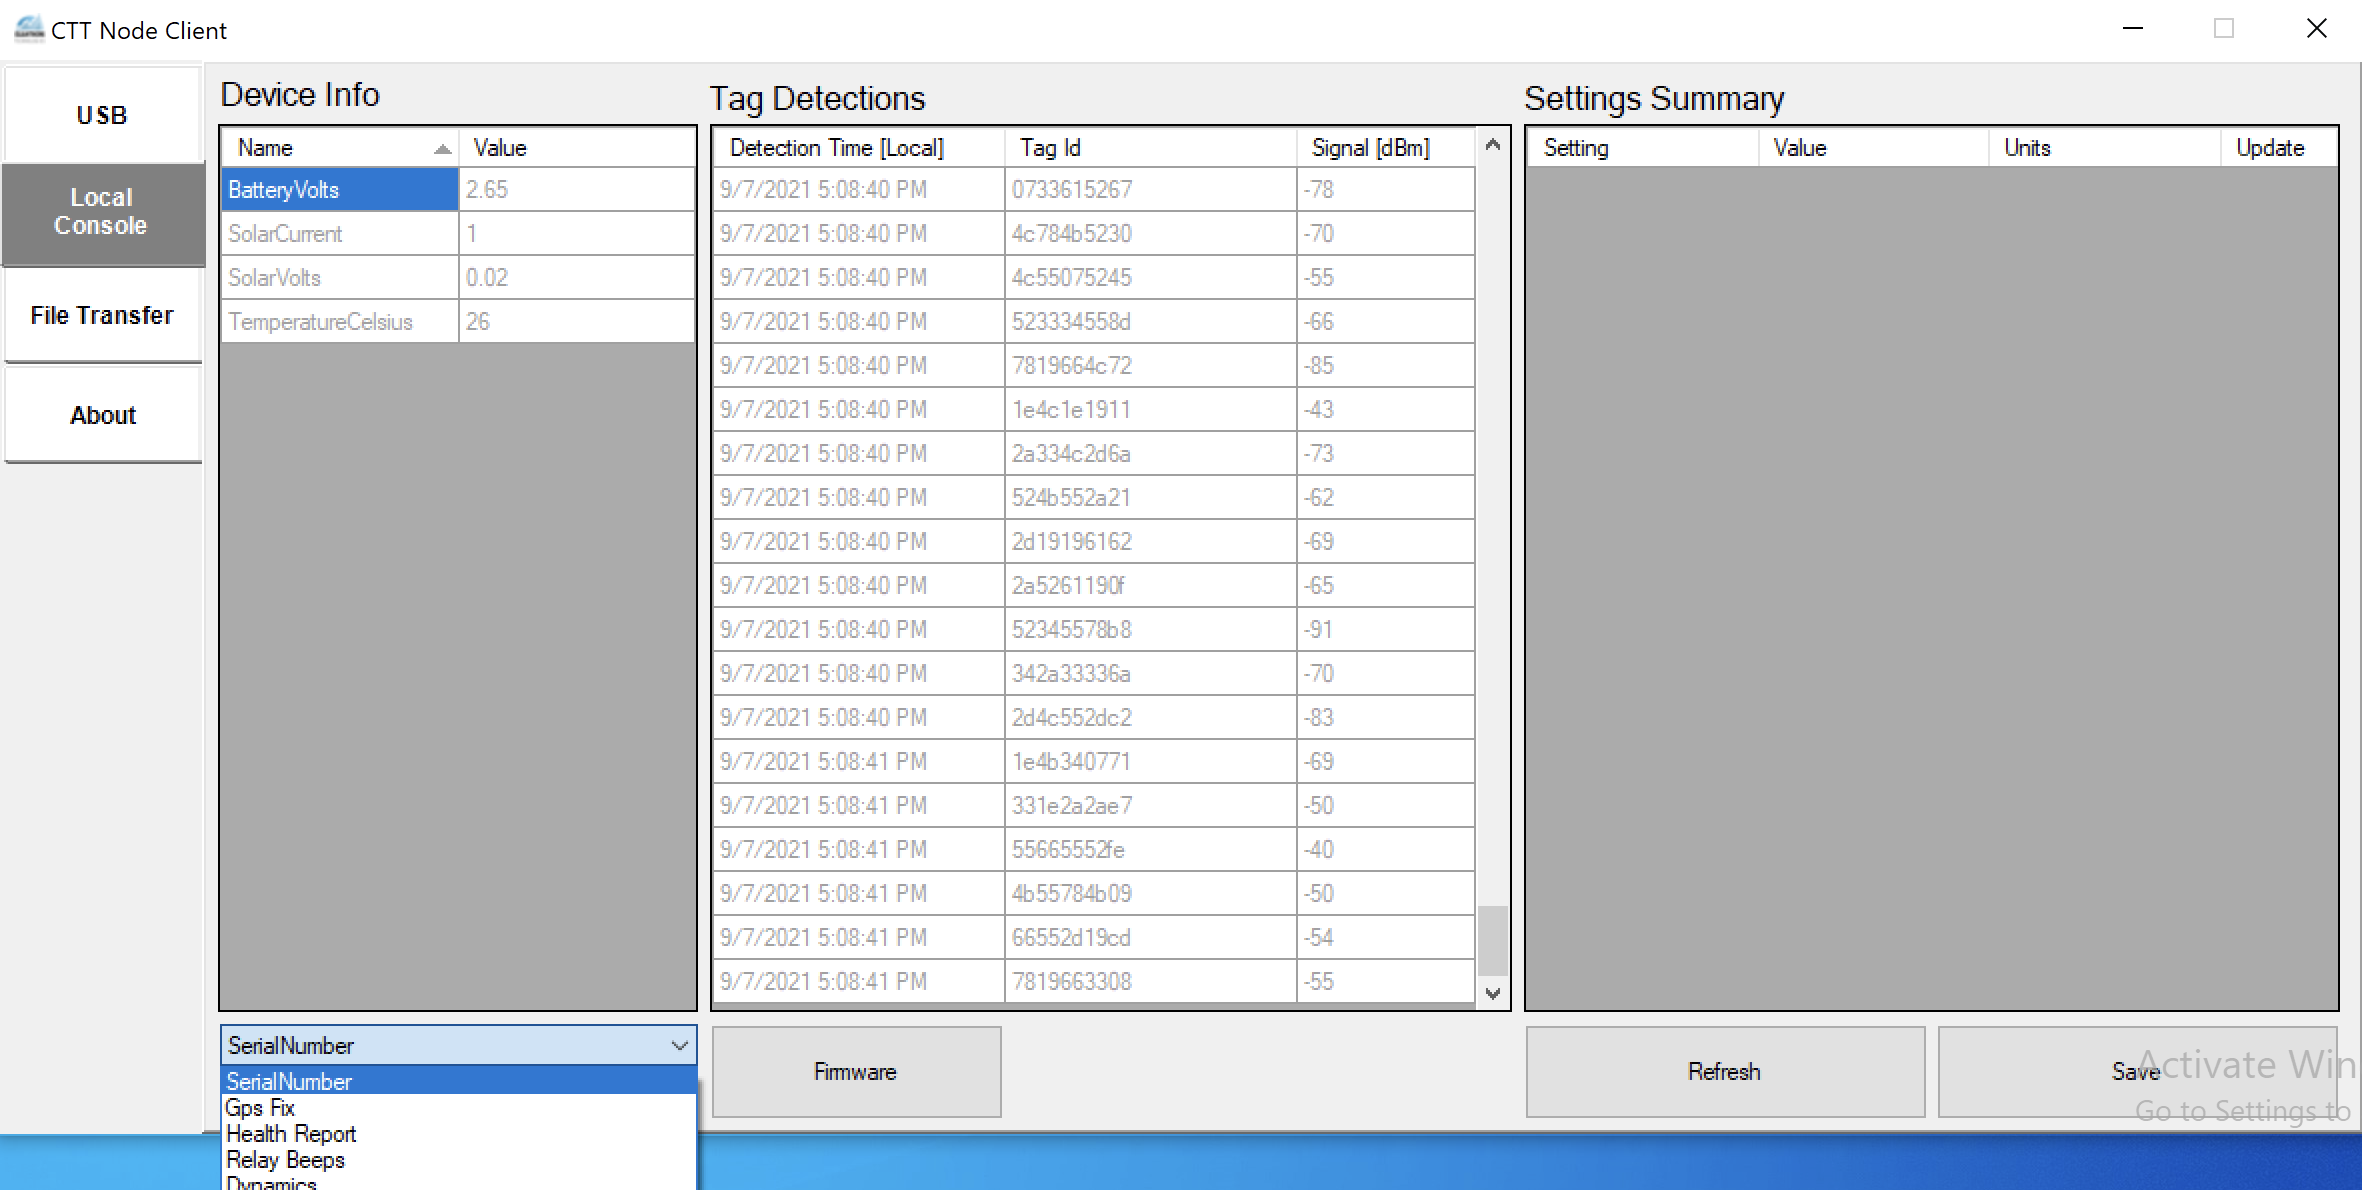 CTT Node Client
USB
Local
Console
File Transfer
About
Device Info
Name Value
BatteryVolts 2.65
SolarCurrent 1
SolarVolts 0.02
TemperatureCelsius 26
SerialNumber
SerialNumber
Gps Fix
Health Report
Relay Beeps
Dynamics
Tag Detections
Detection Time [Local] Tag Id Signal [dBm]
9/7/2021 5:08:40 PM 0733615267 -78
9/7/2021 5:08:40 PM 4c784b5230 -70
9/7/2021 5:08:40 PM 4c55075245 -55
9/7/2021 5:08:40 PM 523334558d -66
9/7/2021 5:08:40 PM 7819664c72 -85
9/7/2021 5:08:40 PM 1e4c1e1911 -43
9/7/2021 5:08:40 PM 2a334c2d6a -73
9/7/2021 5:08:40 PM 524b552a21 -62
9/7/2021 5:08:40 PM 2d19196162 -69
9/7/2021 5:08:40 PM 2a5261190f -65
9/7/2021 5:08:40 PM 52345578b8 -91
9/7/2021 5:08:40 PM 342a33336a -70
9/7/2021 5:08:40 PM 2d4c552dc2 -83
9/7/2021 5:08:41 PM 1e4b340771 -69
9/7/2021 5:08:41 PM 331e2a2ae7 -50
9/7/2021 5:08:41 PM 55665552fe -40
9/7/2021 5:08:41 PM 4b55784b09 -50
9/7/2021 5:08:41 PM 66552d19cd -54
9/7/2021 5:08:41 PM 7819663308 -55
Firmware
Settings Summary
Setting Value Units Update
Refresh
Save
Activate Win
Go to Settings to